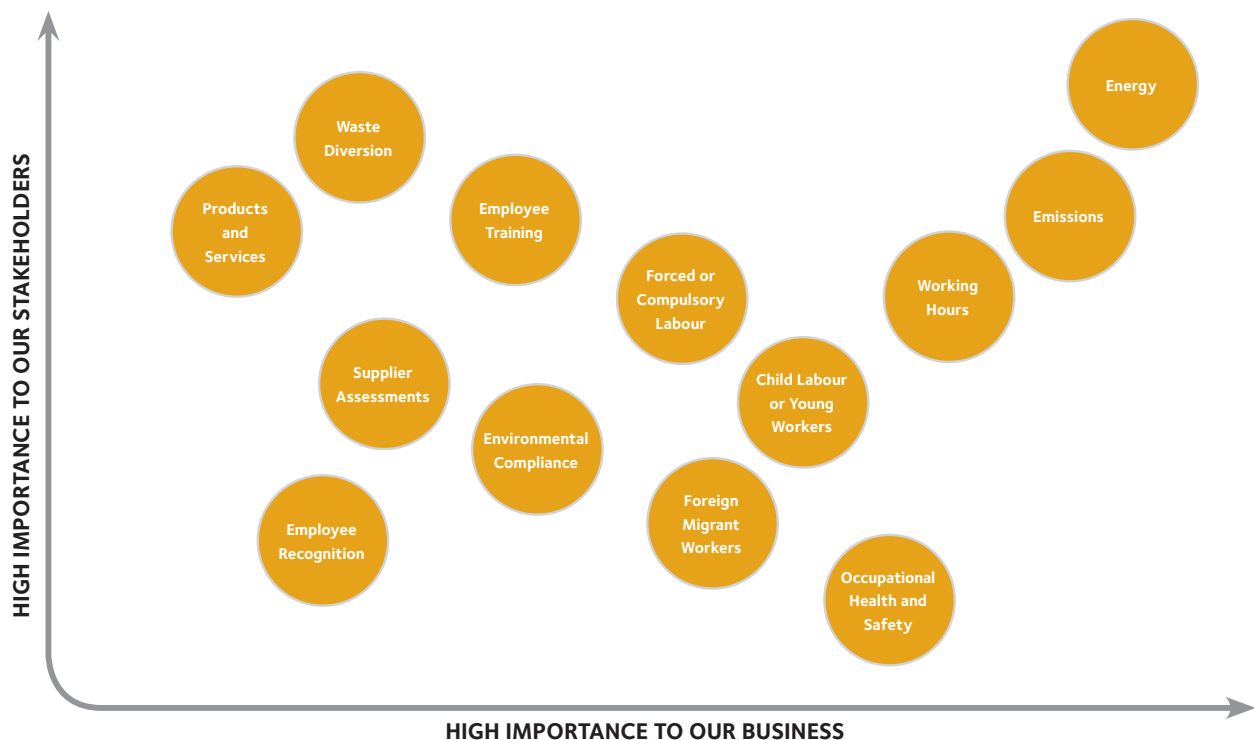 HIGH IMPORTANCE TO OUR STAKEHOLDERS
Energy
Waste
Diversion
Products
and
Services
Employee
Training
Emissions
Forced or
Compulsory
Labour
Working
Hours
Supplier
Assessments
Child Labour
or Young
Workers
Environmental
Compliance
Foreign
Migrant
Workers
Employee
Recognition
Occupational
Health and
Safety
HIGH IMPORTANCE TO OUR BUSINESS